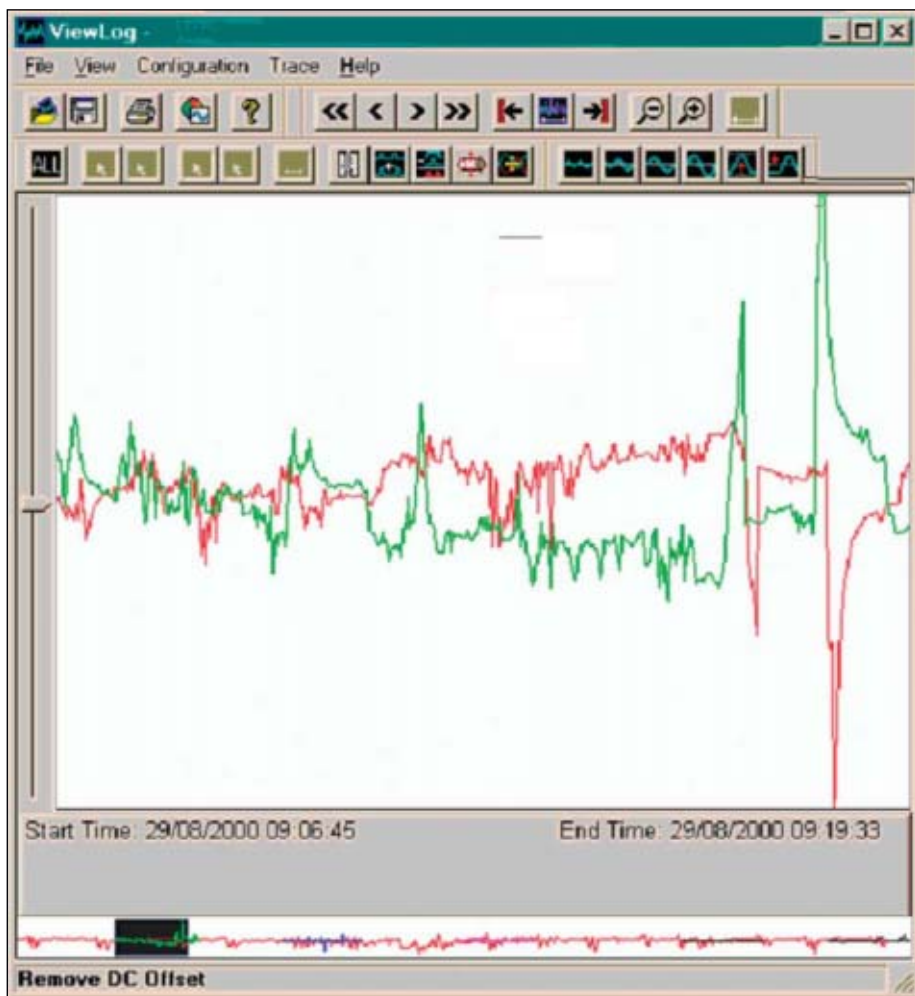 ViewLog -
File View Configuration Trace Help
ALL
Start Time: 29/08/2000 09:06:45
End Time: 29/08/2000 09:19:33
Remove DC Offset